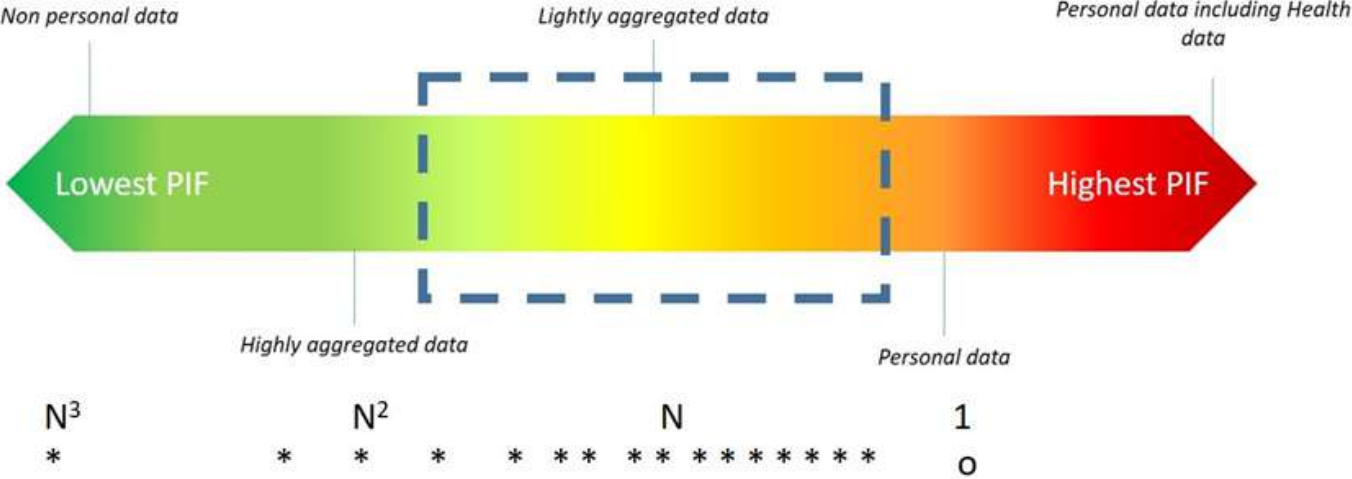 Non personal data
Lightly aggregated data
Personal data including Health
data
Lowest PIF
Highest PIF
Highly aggregated data
Personal data
N³ N² N 1
* * * * * * * * * * * * * * * * o